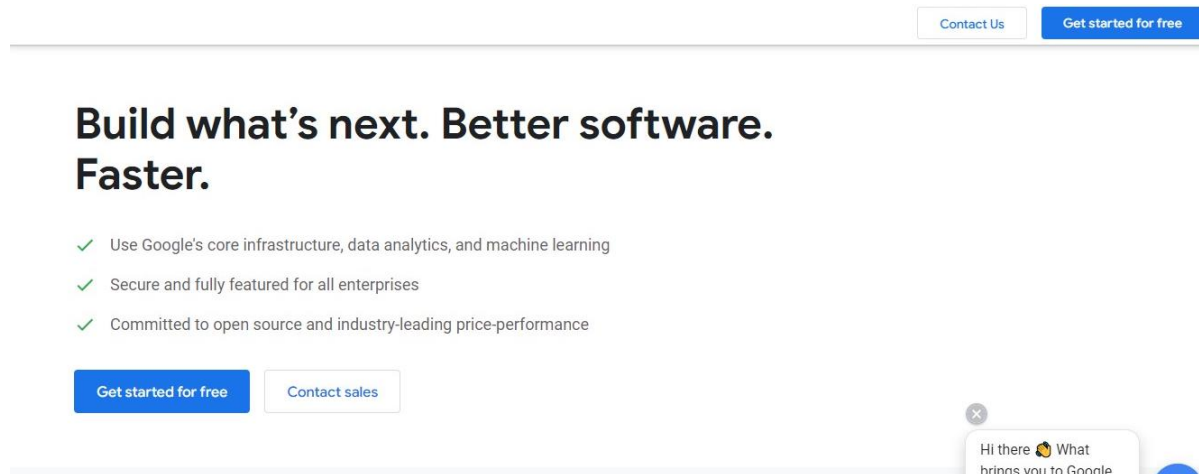 Contact Us
Get started for free
Build what’s next. Better software.
Faster.
Use Google's core infrastructure, data analytics, and machine learning
Secure and fully featured for all enterprises
Committed to open source and industry-leading price-performance
Get started for free
Contact sales
Hi there 👋 What
brings you to Google